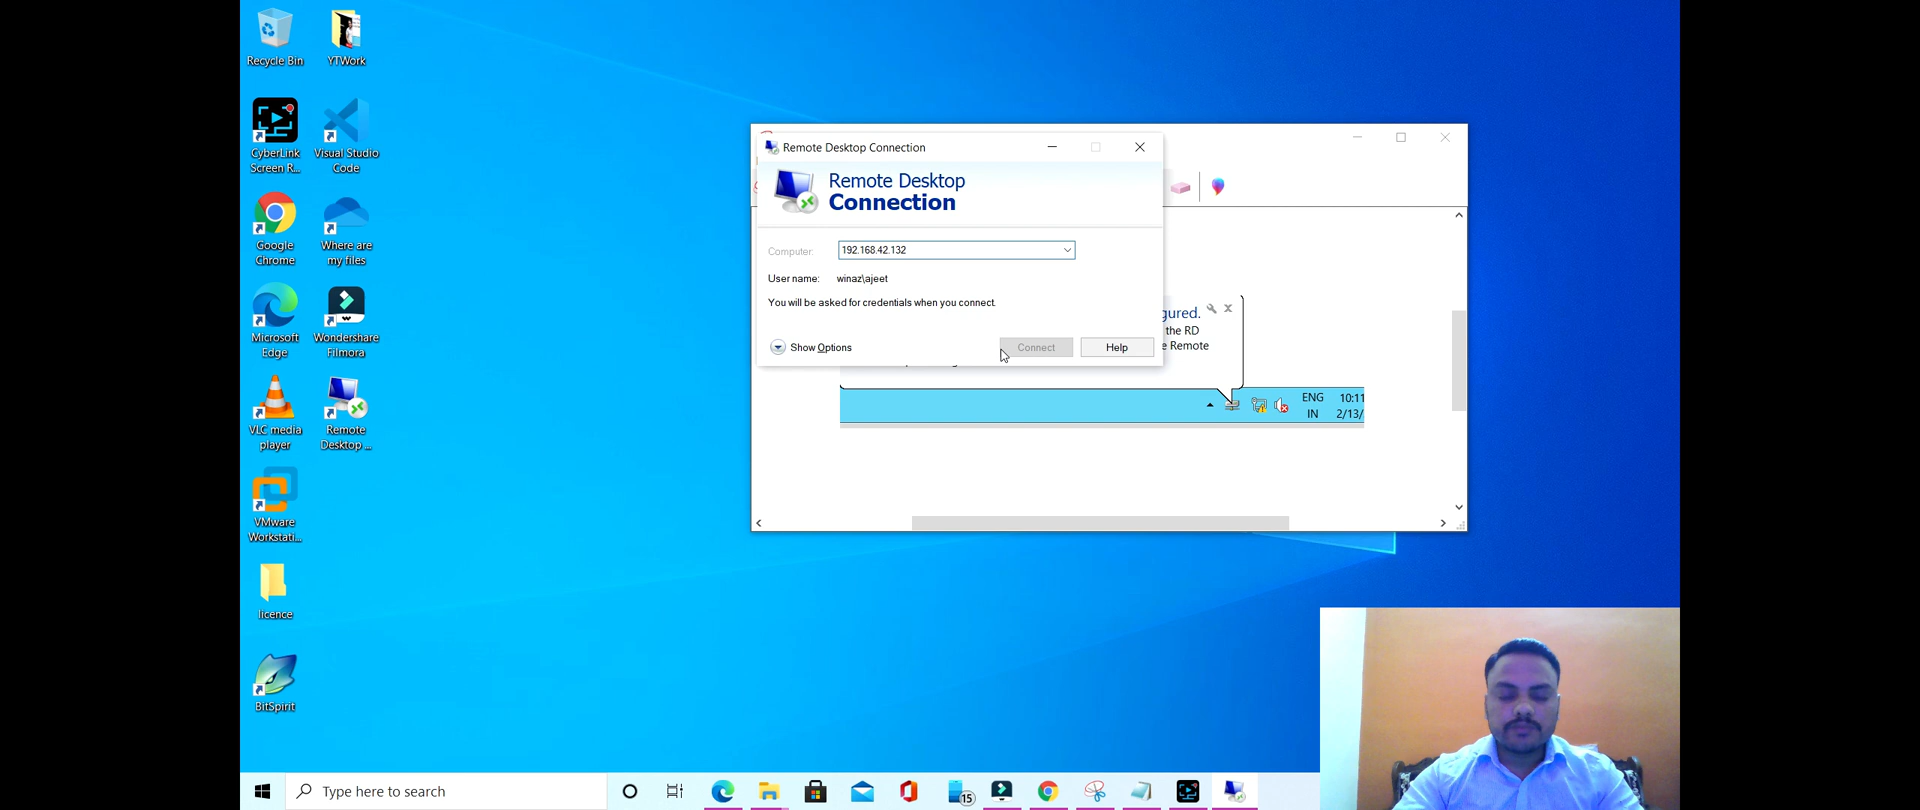 Recycle Bin
YTWork
CyberLink
Screen R...
Visual Studio
Code
Google
Chrome
Where are
my files
Microsoft
Edge
Wondershare
Filmora
VLC media
player
Remote
Desktop ...
VMware
Workstati...
licence
BitSpirit
Remote Desktop Connection
Remote Desktop
Connection
Computer:
192.168.42.132
User name:
winaz\ajeet
You will be asked for credentials when you connect.
Show Options
Connect
Help
gured.
the RD
e Remote
ENG
IN
10:11
2/13/
Type here to search
15